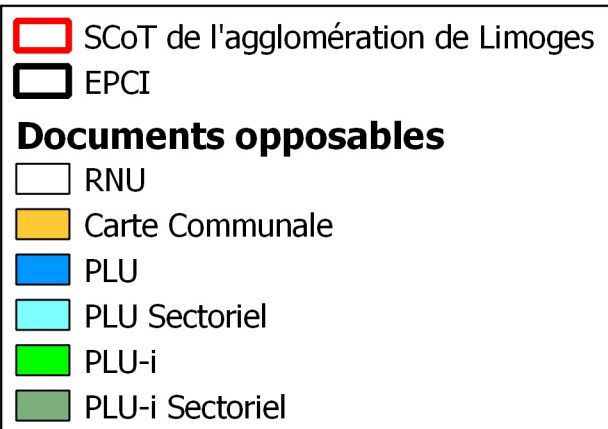 SCoT de l'agglomération de Limoges
EPCI
Documents opposables
RNU
Carte Communale
PLU
PLU Sectoriel
PLU-i
PLU-i Sectoriel